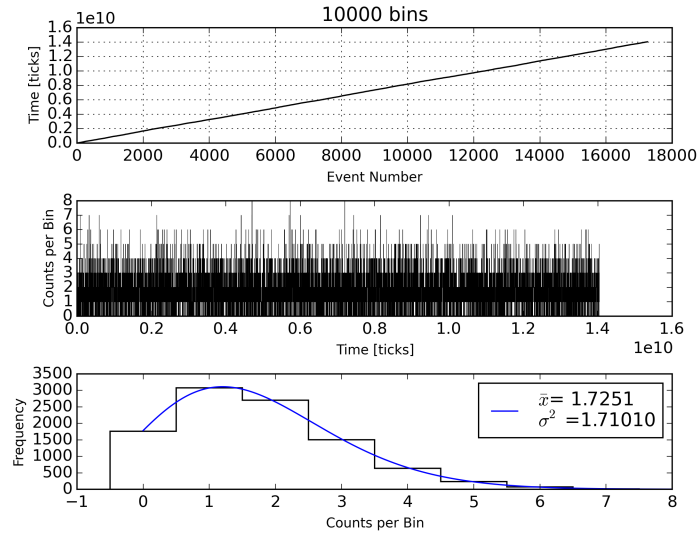 10000 bins
1e10
1.6
1.4
1.2
1.0
0.8
0.6
0.4
0.2
0.0
Time [ticks]
0 2000 4000 6000 8000 10000 12000 14000 16000 18000
Event Number
8
7
6
5
4
3
2
1
0
Counts per Bin
0.0 0.2 0.4 0.6 0.8 1.0 1.2 1.4 1.6
Time [ticks]
1e10
3500
3000
2500
2000
1500
1000
500
0
Frequency
x̄= 1.7251
σ² =1.71010
−1 0 1 2 3 4 5 6 7 8
Counts per Bin